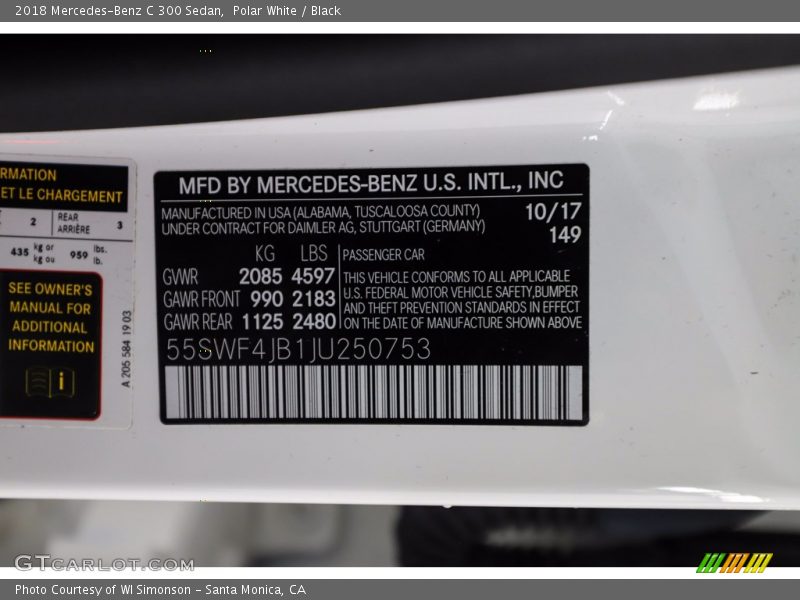 2018 Mercedes-Benz C 300 Sedan, Polar White / Black
RMATION
ET LE CHARGEMENT
2 REAR ARRIÈRE 3
435 kg or kg ou 959 lbs. lb.
SEE OWNER'S
MANUAL FOR
ADDITIONAL
INFORMATION
i
A 205 584 19 03
MFD BY MERCEDES-BENZ U.S. INTL., INC
MANUFACTURED IN USA (ALABAMA, TUSCALOOSA COUNTY) 10/17
UNDER CONTRACT FOR DAIMLER AG, STUTTGART (GERMANY) 149
KG LBS
GVWR 2085 4597
GAWR FRONT 990 2183
GAWR REAR 1125 2480
PASSENGER CAR
THIS VEHICLE CONFORMS TO ALL APPLICABLE
U.S. FEDERAL MOTOR VEHICLE SAFETY,BUMPER
AND THEFT PREVENTION STANDARDS IN EFFECT
ON THE DATE OF MANUFACTURE SHOWN ABOVE
55SWF4JB1JU250753
GTCARLOT.COM
Photo Courtesy of WI Simonson - Santa Monica, CA